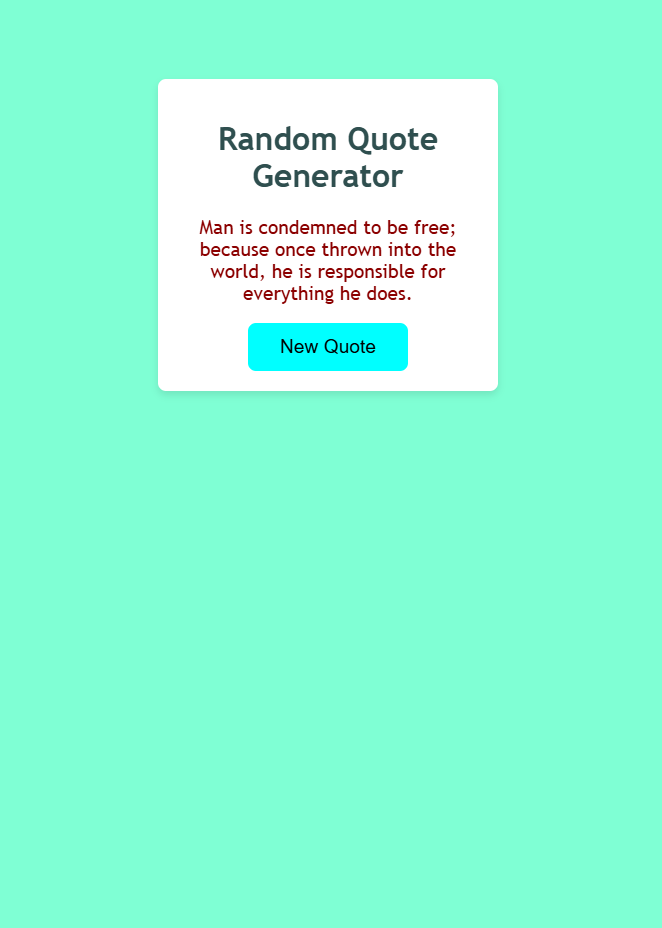 Random Quote
Generator
Man is condemned to be free;
because once thrown into the
world, he is responsible for
everything he does.
New Quote